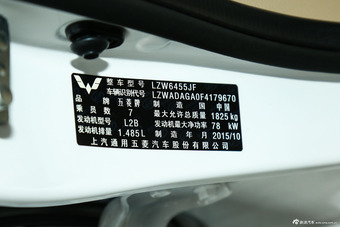 整车型号 LZW6455JF
车辆识别代号 LZWADAGA0F4179670
品牌 五菱牌 制造国 中国
乘员数 7 最大允许总质量 1825 kg
发动机型号 L2B 发动机最大净功率 78 kW
发动机排量 1.485L 制造年月 2015/10
上汽通用五菱汽车股份有限公司